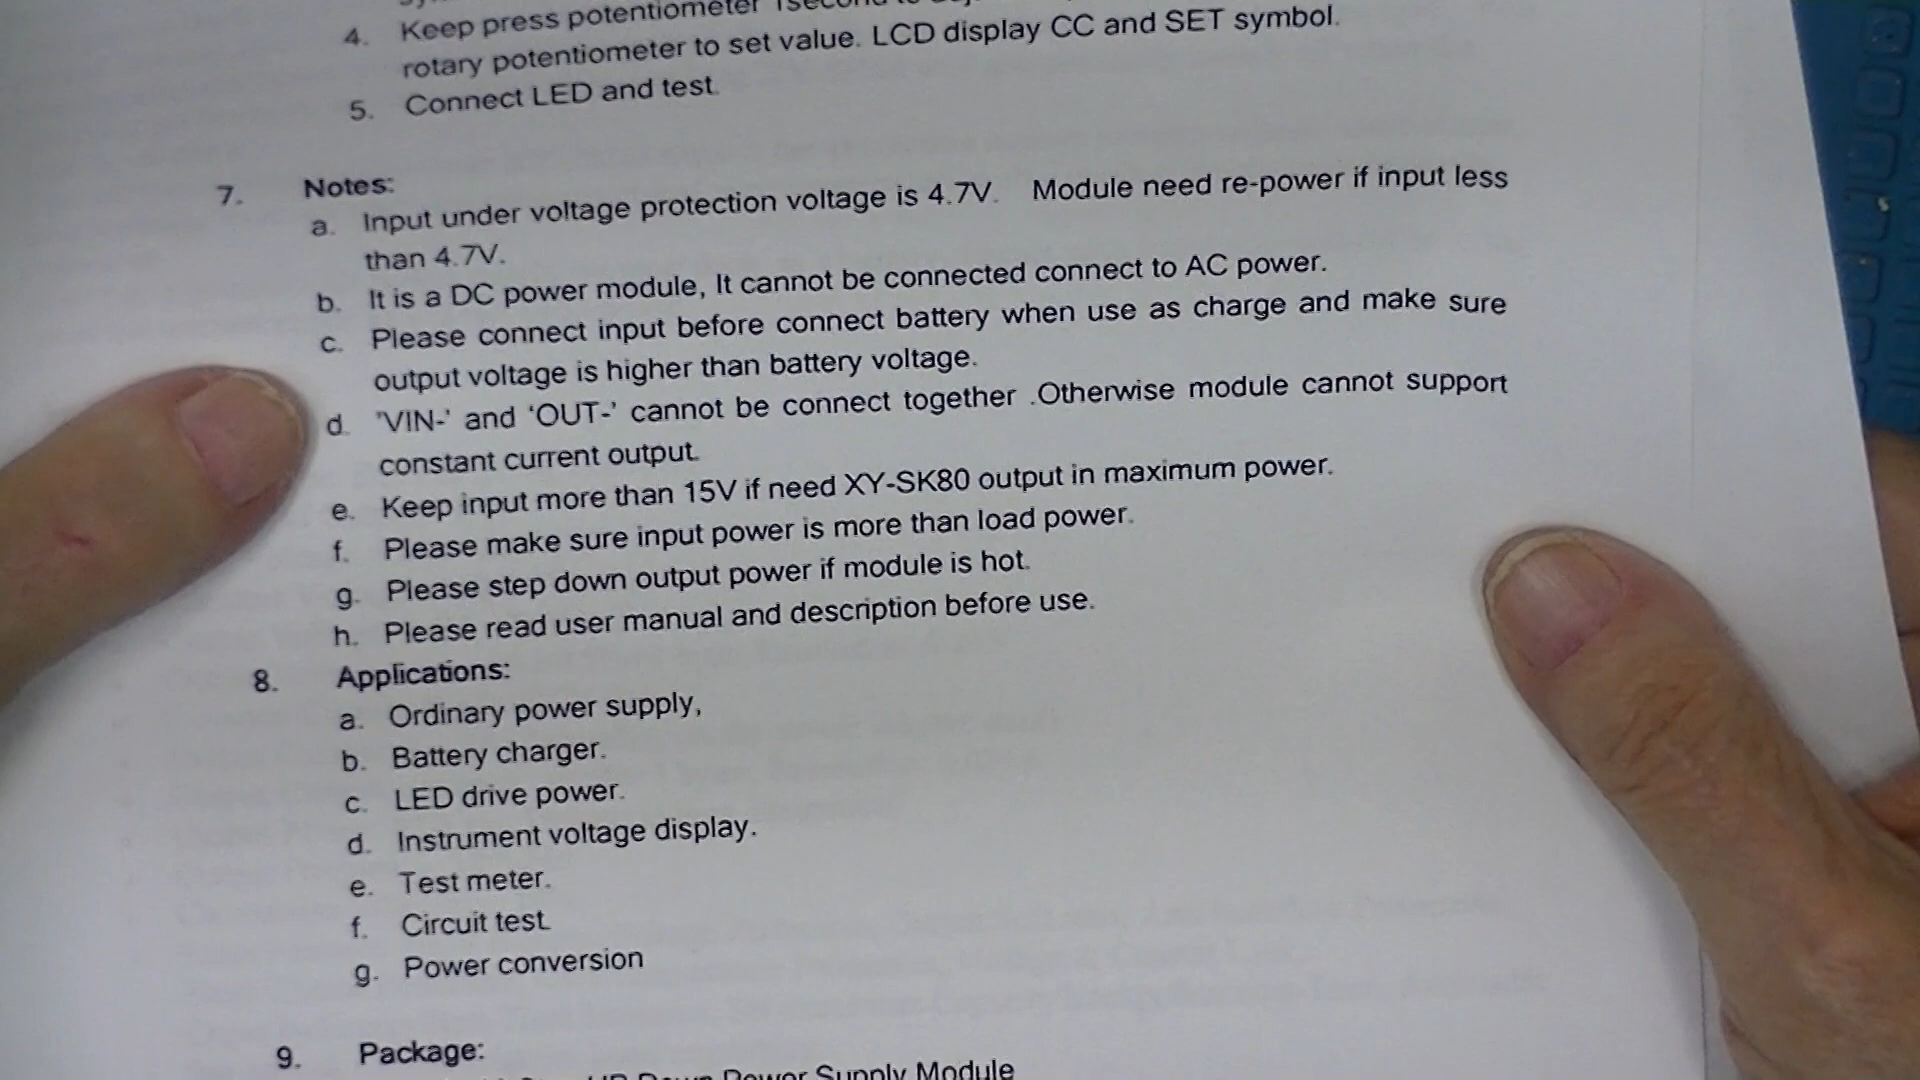 4. Keep press potentiometer 1second to
rotary potentiometer to set value. LCD display CC and SET symbol.
5. Connect LED and test.
7. Notes:
a. Input under voltage protection voltage is 4.7V. Module need re-power if input less
than 4.7V.
b. It is a DC power module, It cannot be connected connect to AC power.
c. Please connect input before connect battery when use as charge and make sure
output voltage is higher than battery voltage.
d. 'VIN-' and 'OUT-' cannot be connect together .Otherwise module cannot support
constant current output.
e. Keep input more than 15V if need XY-SK80 output in maximum power.
f. Please make sure input power is more than load power.
g. Please step down output power if module is hot.
h. Please read user manual and description before use.
8. Applications:
a. Ordinary power supply,
b. Battery charger.
c. LED drive power.
d. Instrument voltage display.
e. Test meter.
f. Circuit test.
g. Power conversion
9. Package:
Down Power Supply Module